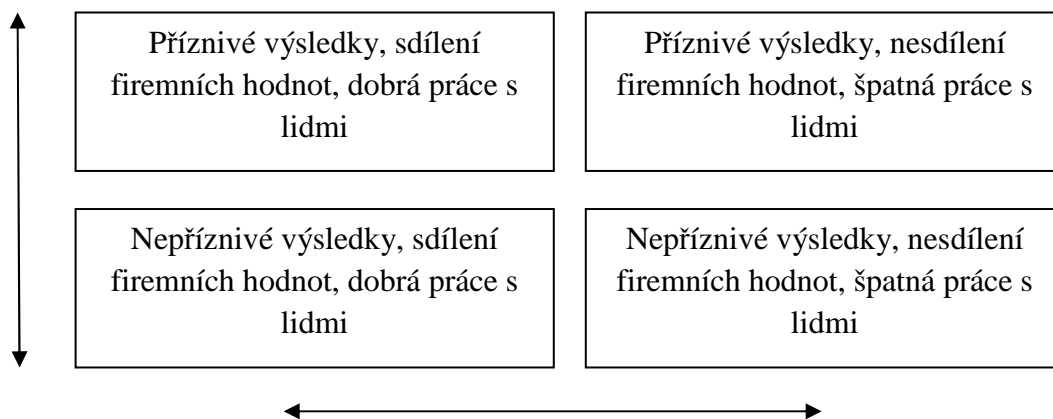 Příznivé výsledky, sdílení
firemních hodnot, dobrá práce s
lidmi
Příznivé výsledky, nesdílení
firemních hodnot, špatná práce s
lidmi
Nepříznivé výsledky, sdílení
firemních hodnot, dobrá práce s
lidmi
Nepříznivé výsledky, nesdílení
firemních hodnot, špatná práce s
lidmi